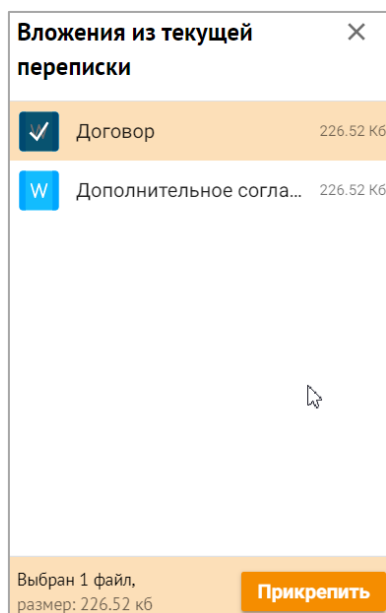 Вложения из текущей
переписки
Договор 226.52 Кб
W Дополнительное согла... 226.52 Кб
Выбран 1 файл,
размер: 226.52 кб
Прикрепить